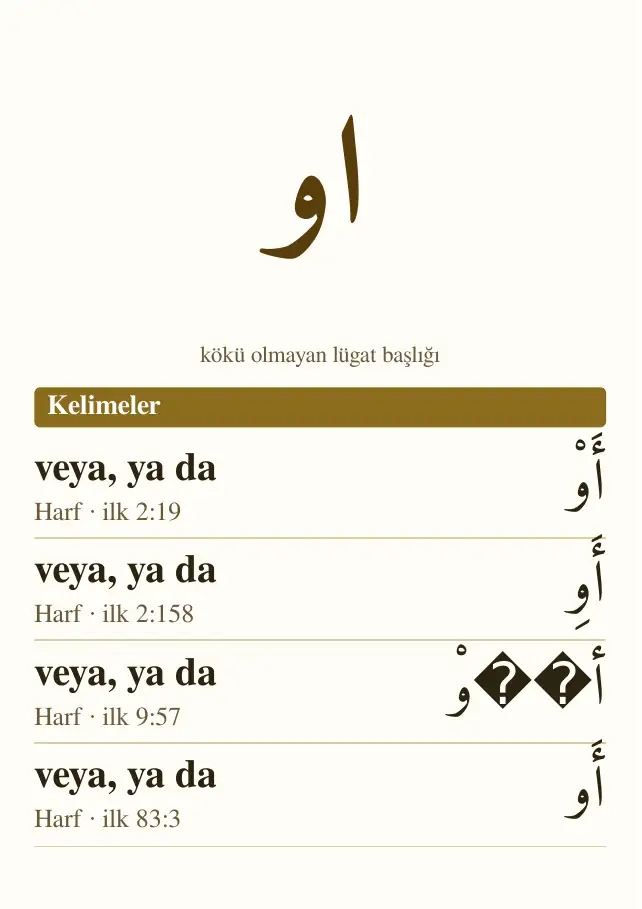 او
kökü olmayan lügat başlığı
Kelimeler
veya, ya da أَوْ
Harf · ilk 2:19
veya, ya da أَوِ
Harf · ilk 2:158
veya, ya da أ��وْ
Harf · ilk 9:57
veya, ya da أَو
Harf · ilk 83:3